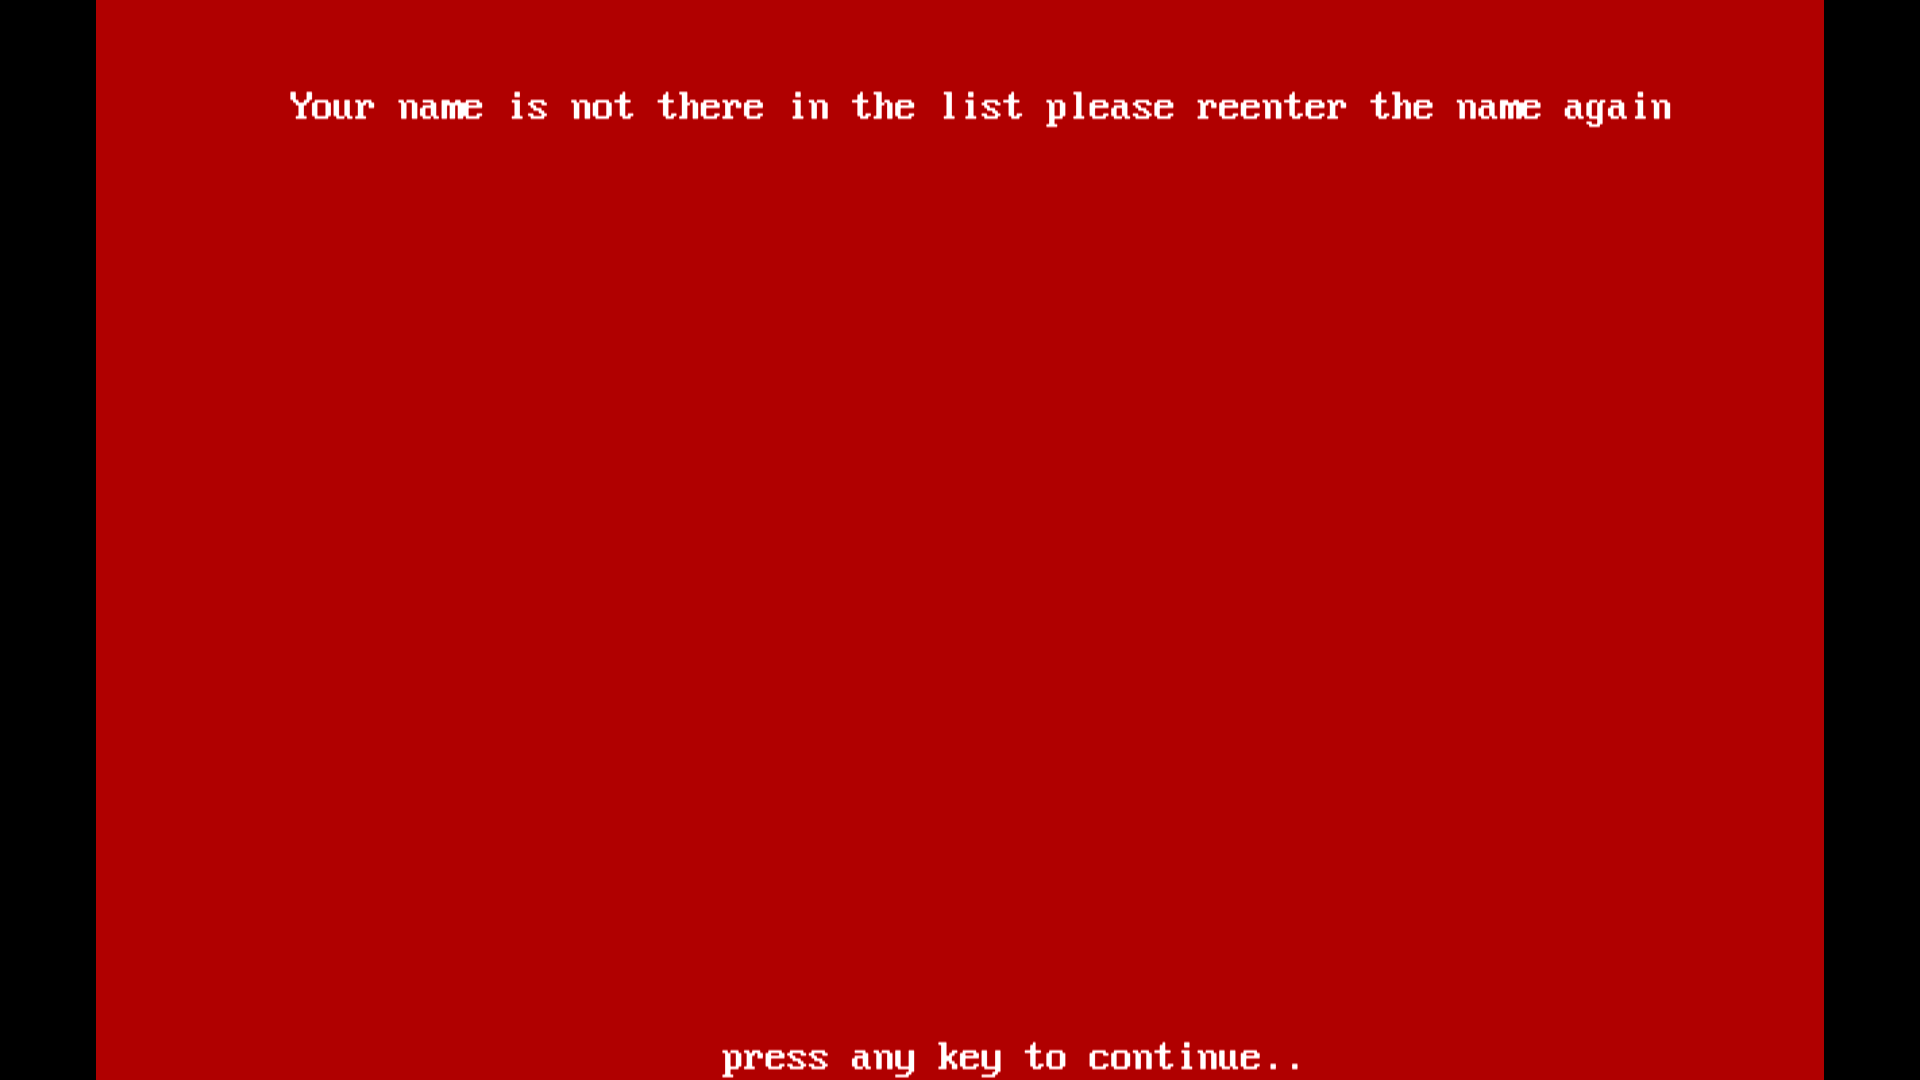 Your name is not there in the list please reenter the name again
press any key to continue..